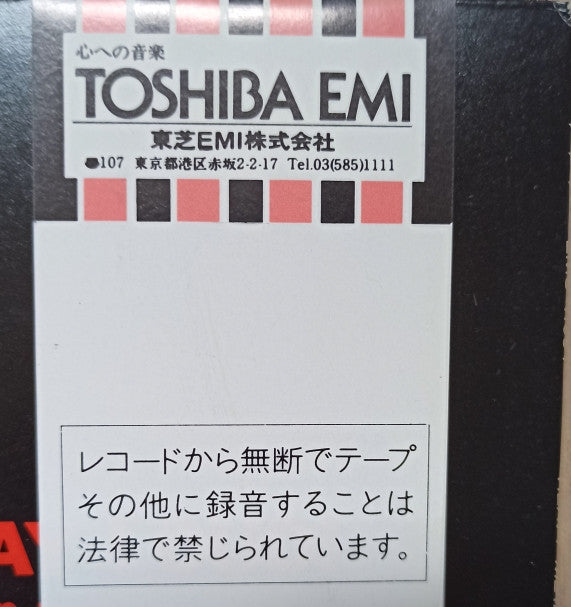 心への音楽
TOSHIBA EMI
東芝EMI株式会社
107 東京都港区赤坂2-2-17 Tel.03(585)1111
レコードから無断でテープ
その他に録音することは
法律で禁じられています。